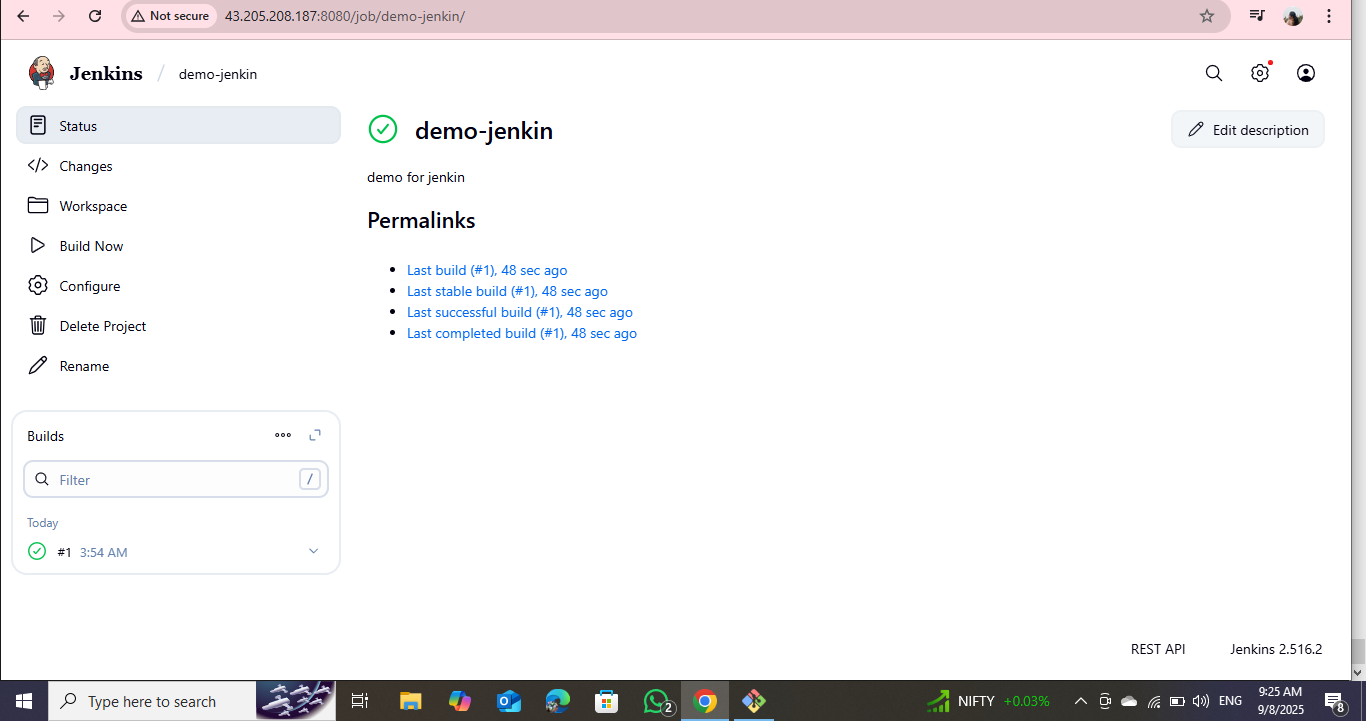 Not secure 43.205.208.187:8080/job/demo-jenkin/
Jenkins / demo-jenkin
Status
Changes
Workspace
Build Now
Configure
Delete Project
Rename
demo-jenkin
Edit description
demo for jenkin
Permalinks
Last build (#1), 48 sec ago
Last stable build (#1), 48 sec ago
Last successful build (#1), 48 sec ago
Last completed build (#1), 48 sec ago
Builds
Filter /
Today
#1 3:54 AM
REST API Jenkins 2.516.2
Type here to search
2
NIFTY +0.03%
ENG
9:25 AM
9/8/2025
8